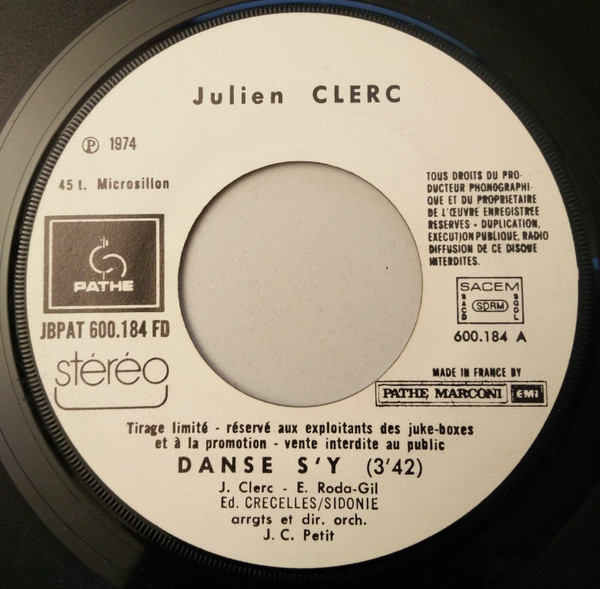 Julien CLERC
℗ 1974
45 t. Microsillon
PATHE
JBPAT 600.184 FD
stéréo
TOUS DROITS DU PRO-
DUCTEUR PHONOGRAPHI-
QUE ET DU PROPRIETAIRE
DE L'ŒUVRE ENREGISTREE
RESERVES • DUPLICATION,
EXECUTION PUBLIQUE, RADIO
DIFFUSION DE CE DISQUE
INTERDITES.
SACEM
SACD SDRM SGDL
600.184 A
MADE IN FRANCE BY
PATHE MARCONI EMI
Tirage limité - réservé aux exploitants des juke-boxes
et à la promotion - vente interdite au public
DANSE S'Y (3'42)
J. Clerc - E. Roda-Gil
Ed. CRECELLES/SIDONIE
arrgts et dir. orch.
J.C. Petit